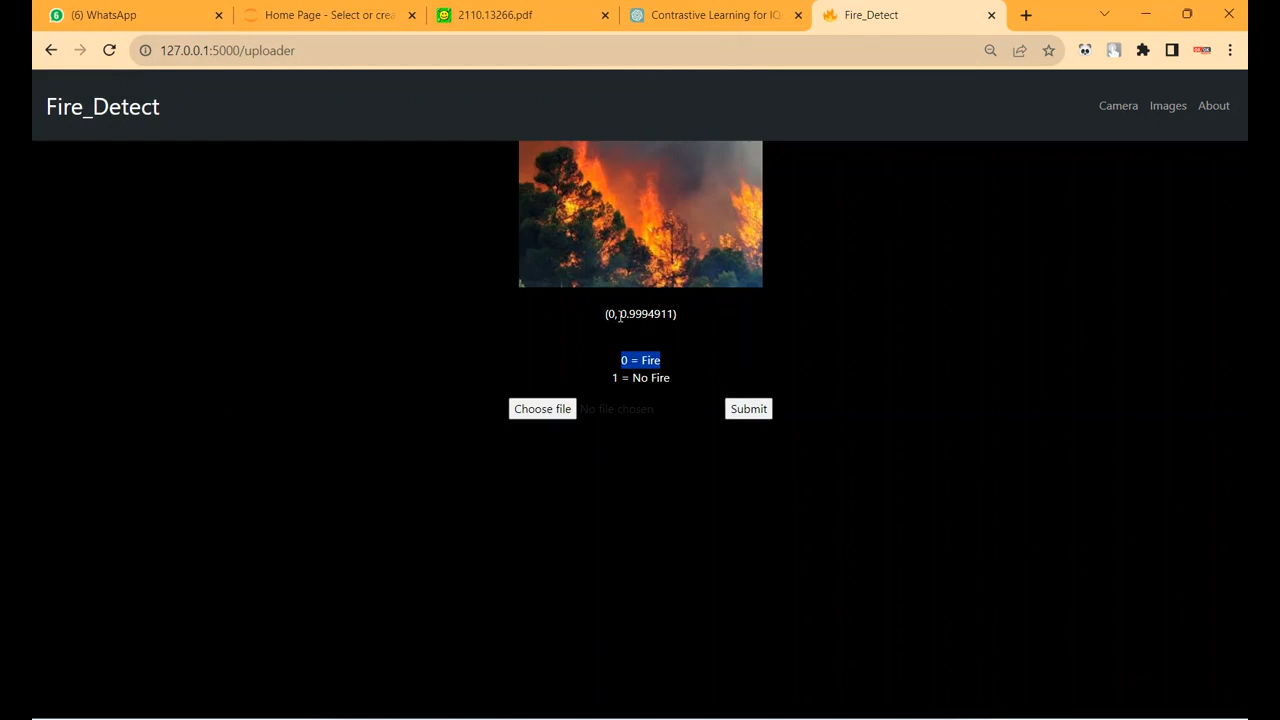 (6) WhatsApp
Home Page - Select or crea
2110.13266.pdf
Contrastive Learning for IQ
Fire_Detect
127.0.0.1:5000/uploader
Fire_Detect
Camera
Images
About
(0, 0.9994911)
0 = Fire
1 = No Fire
Choose file
No file chosen
Submit